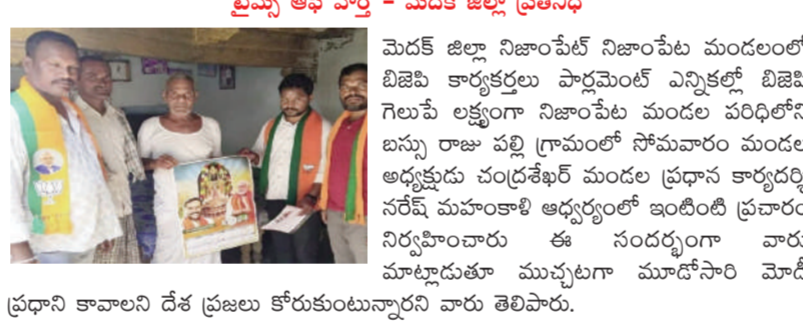 టైమ్స్ ఆఫ్ వార్త - మెదక్ జిల్లా ప్రతినిధి
మెదక్ జిల్లా నిజాంపేట్ నిజాంపేట మండలంలో
బిజెపి కార్యకర్తలు పార్లమెంట్ ఎన్నికల్లో బిజెపి
గెలుపే లక్ష్యంగా నిజాంపేట మండల పరిధిలోని
బస్సు రాజు పల్లి గ్రామంలో సోమవారం మండల
అధ్యక్షుడు చంద్రశేఖర్ మండల ప్రధాన కార్యదర్శి
నరేష్ మహంకాళి ఆధ్వర్యంలో ఇంటింటి ప్రచారం
నిర్వహించారు ఈ సందర్భంగా వారు
మాట్లాడుతూ ముచ్చటగా మూడోసారి మోదీ
ప్రధాని కావాలని దేశ ప్రజలు కోరుకుంటున్నారని వారు తెలిపారు.